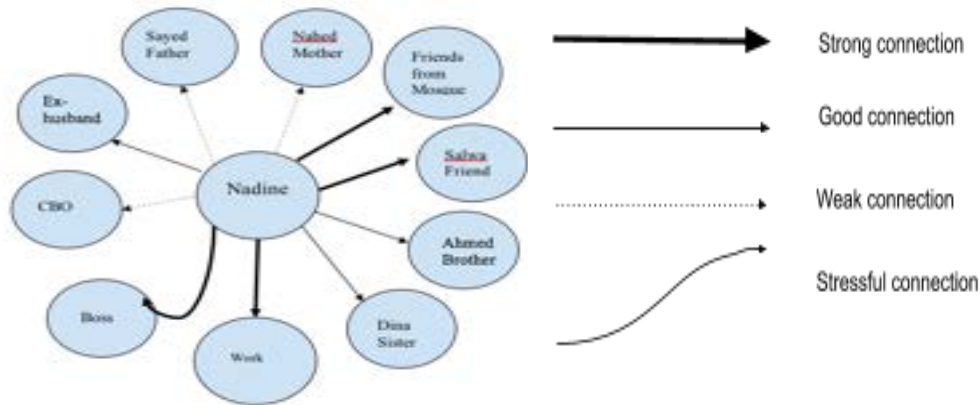 Sayed
Father
Nahed
Mother
Friends
from
Mosque
Ex-
husband
Salwa
Friend
Nadine
CBO
Ahmed
Brother
Boss
Work
Dina
Sister
Strong connection
Good connection
Weak connection
Stressful connection